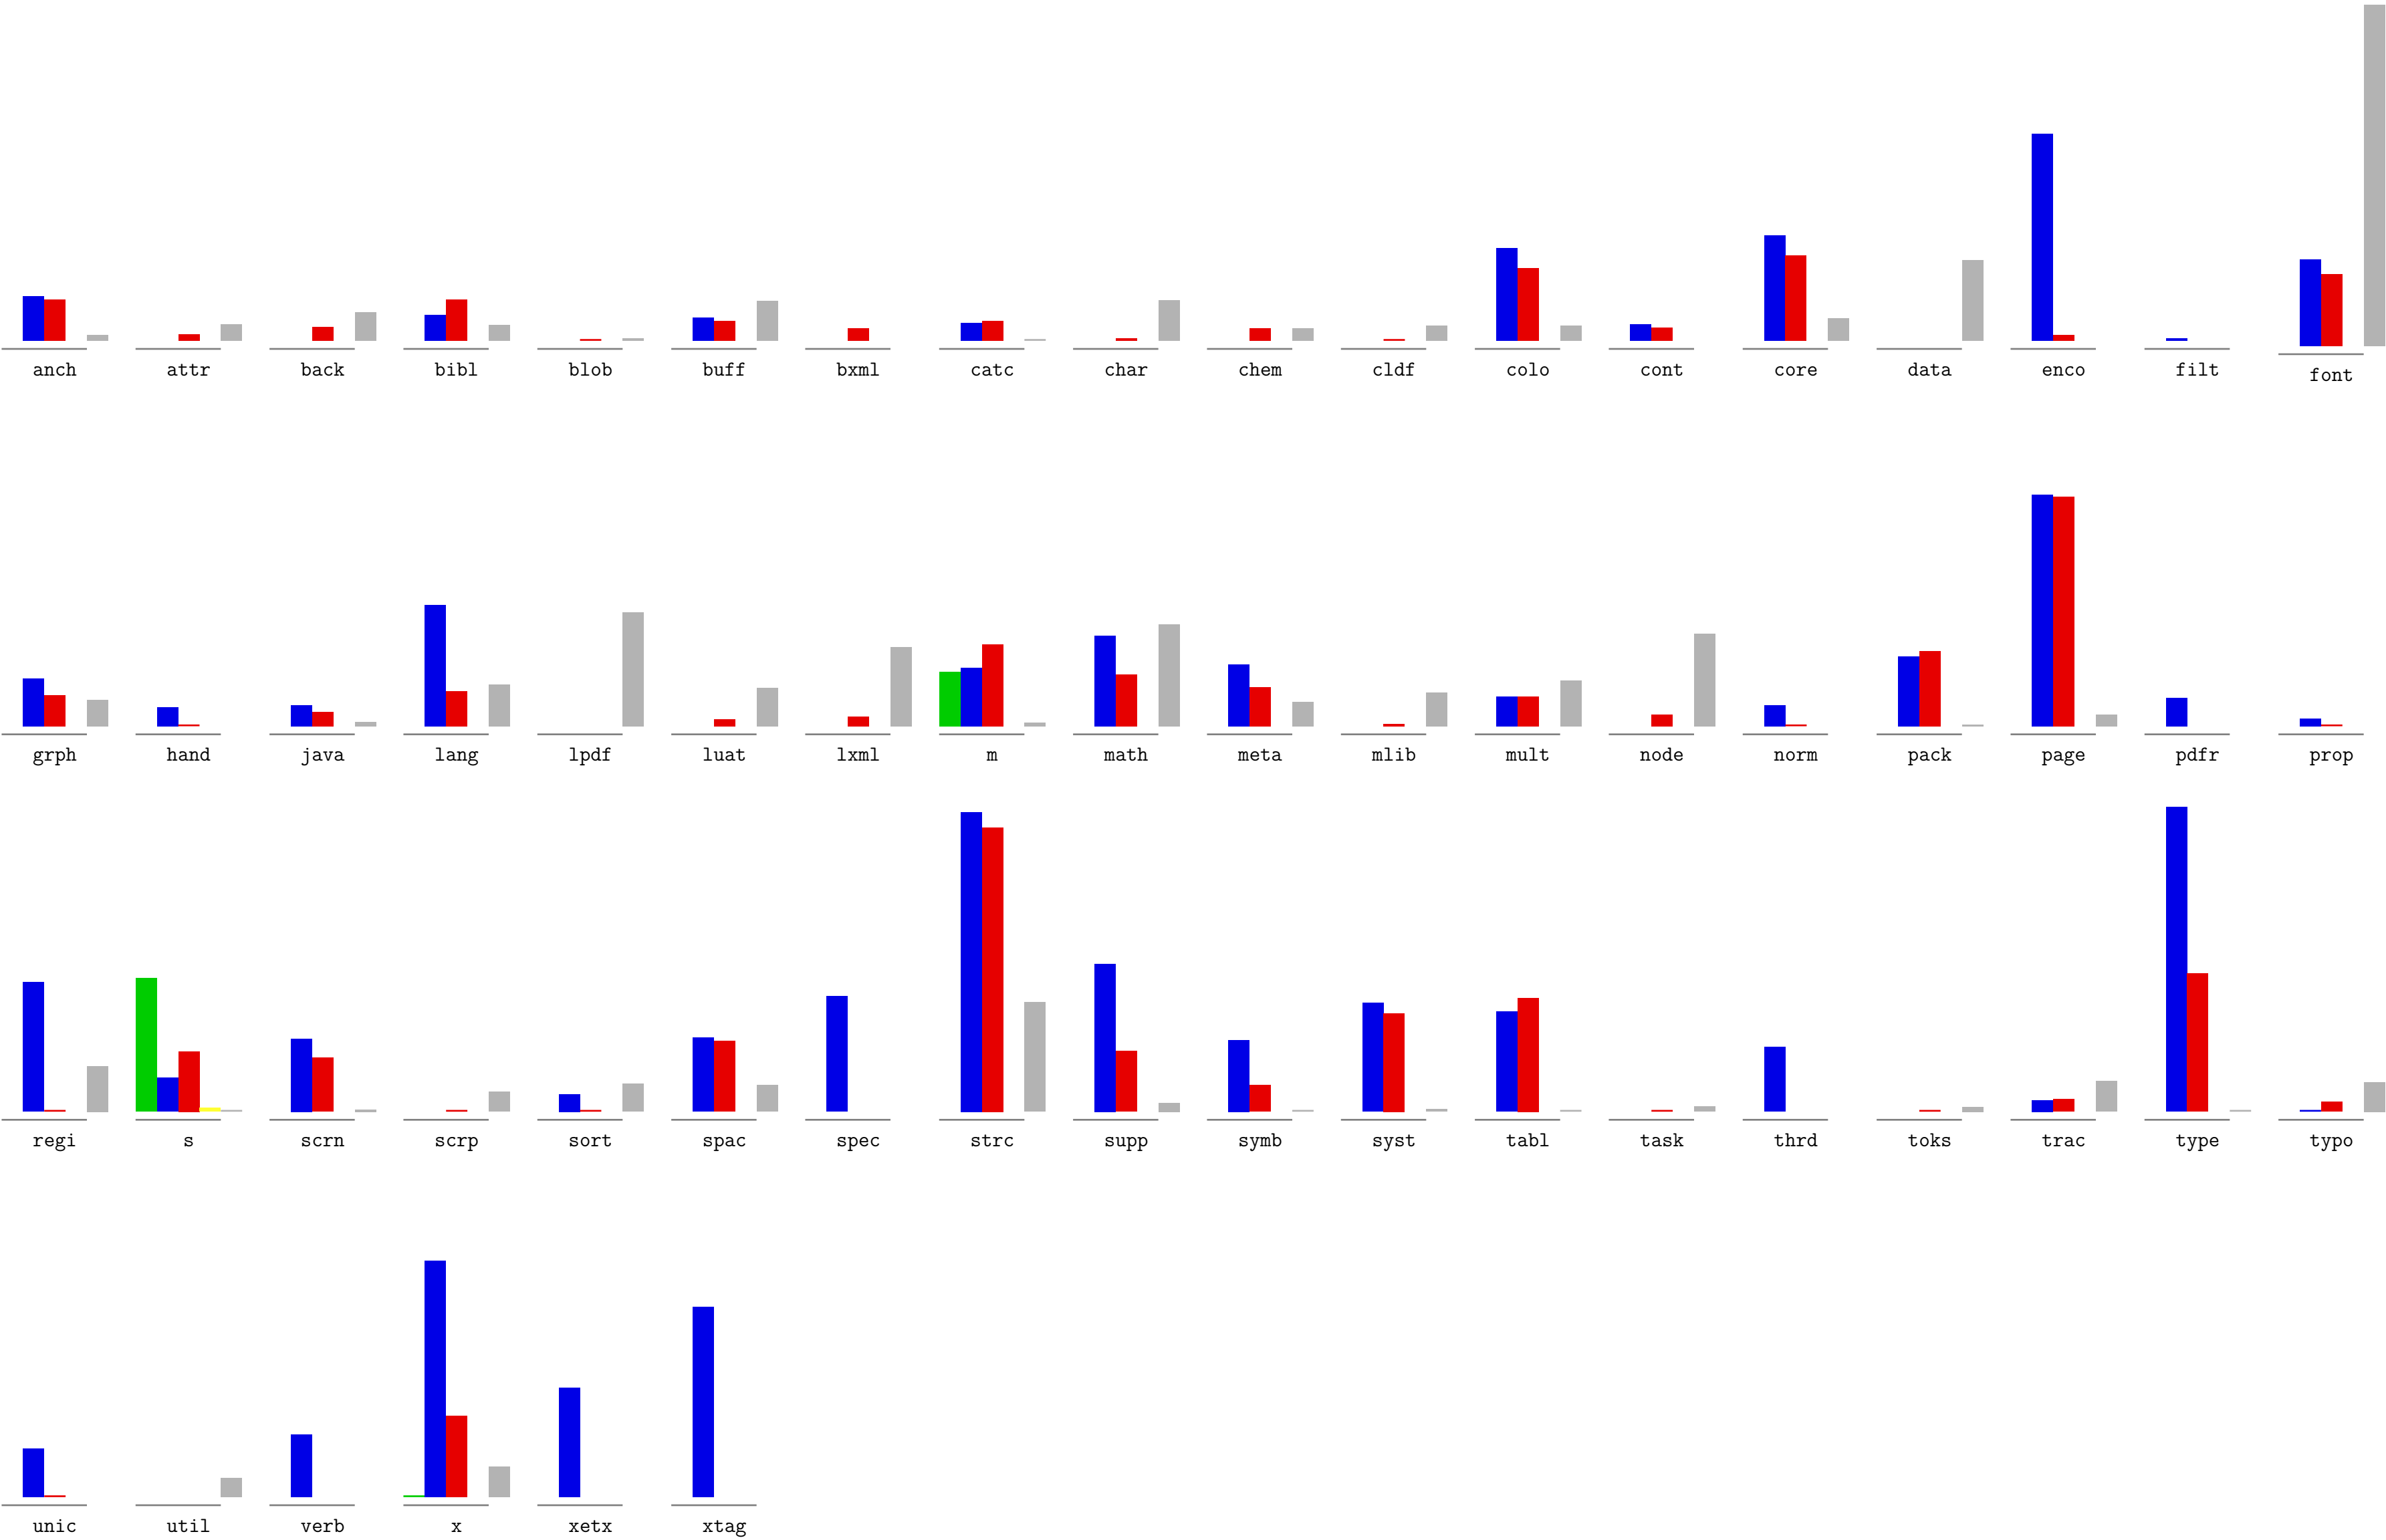 anch attr back bibl blob buff bxml catc char chem cldf colo cont core data enco filt font
grph hand java lang lpdf luat lxml m math meta mlib mult node norm pack page pdfr prop
regi s scrn scrp sort spac spec strc supp symb syst tabl task thrd toks trac type typo
unic util verb x xetx xtag